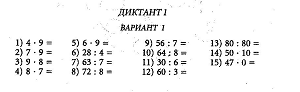 ДИКТАНТ 1
ВАРИАНТ 1
1) 4 · 9 = 5) 6 · 9 = 9) 56 : 7 = 13) 80 : 80 =
2) 7 · 9 = 6) 28 : 4 = 10) 64 : 8 = 14) 50 · 10 =
3) 9 · 8 = 7) 63 : 7 = 11) 30 : 6 = 15) 47 · 0 =
4) 8 · 7 = 8) 72 : 8 = 12) 60 : 3 =